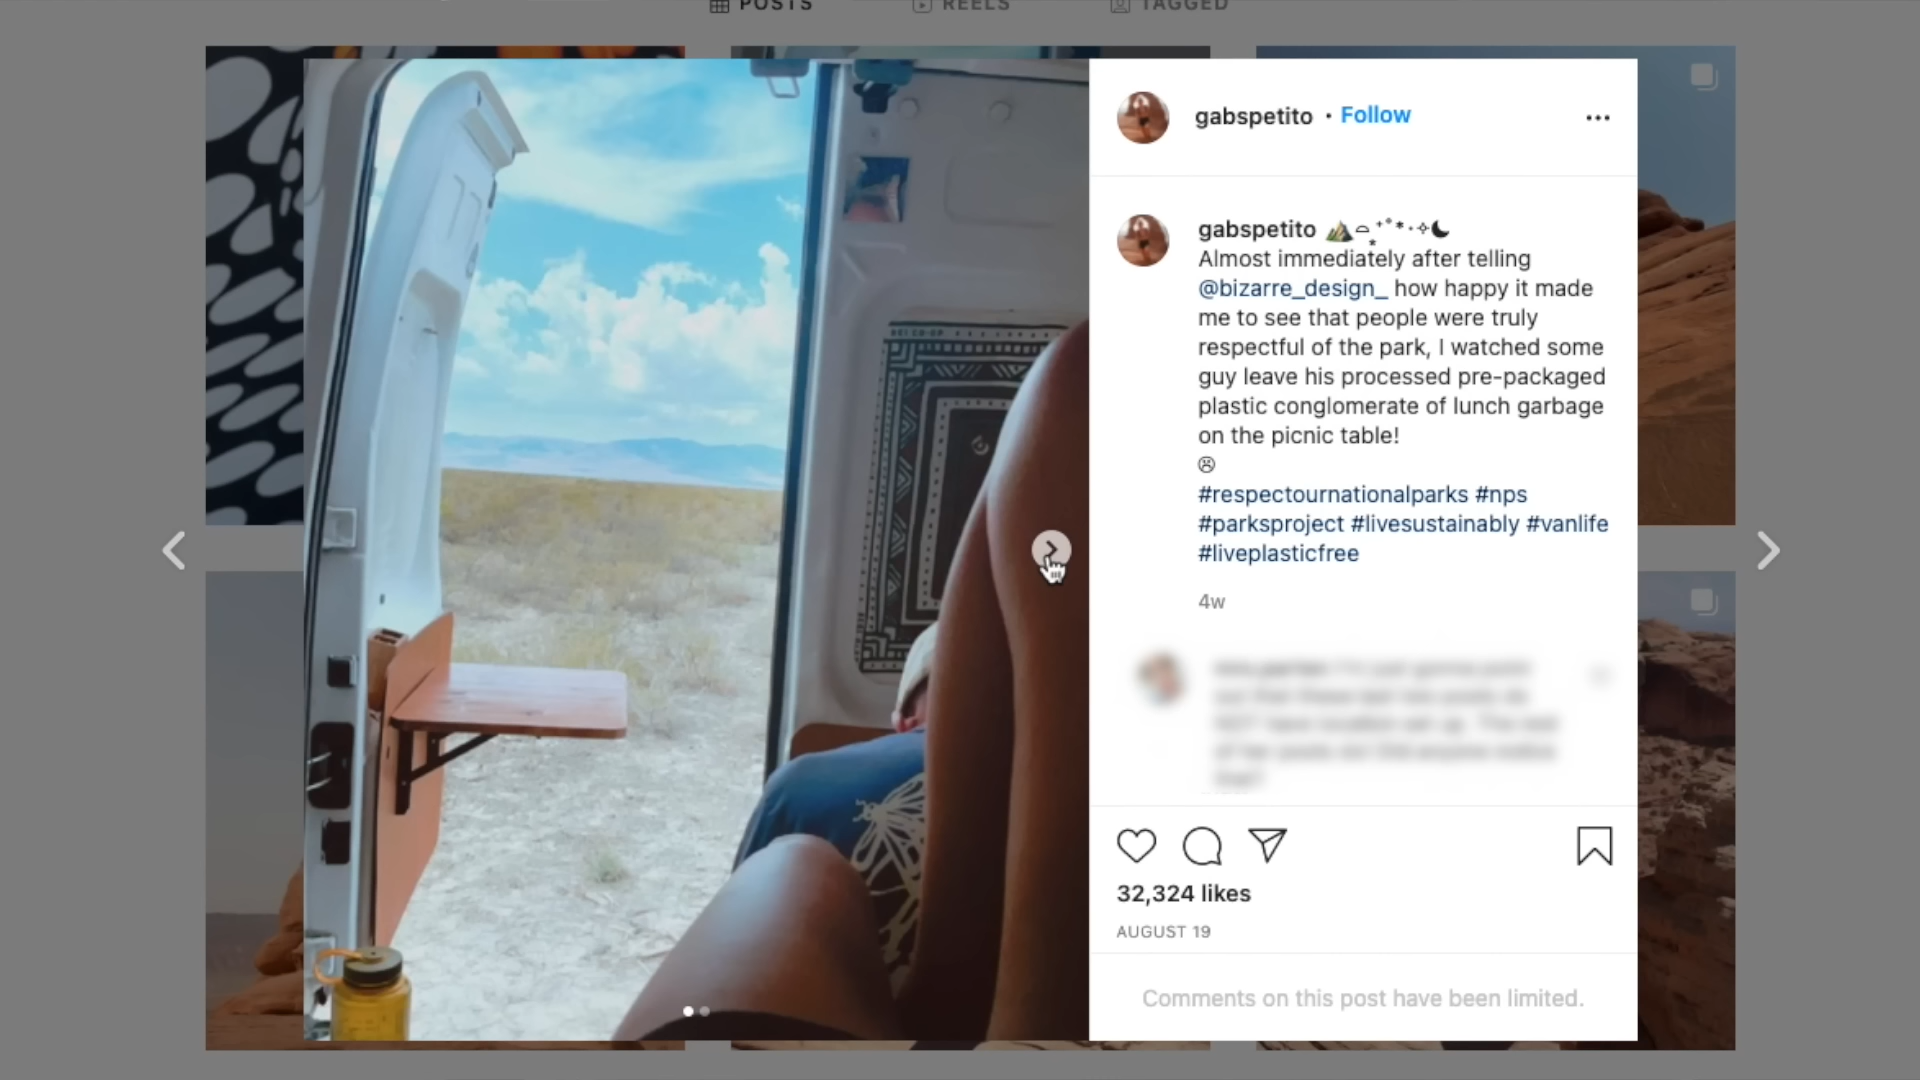 POSTS
REELS
TAGGED
gabspetito • Follow
gabspetito
Almost immediately after telling
@bizarre_design_ how happy it made
me to see that people were truly
respectful of the park, I watched some
guy leave his processed pre-packaged
plastic conglomerate of lunch garbage
on the picnic table!
#respectournationalparks #nps
#parksproject #livesustainably #vanlife
#liveplasticfree
4w
32,324 likes
AUGUST 19
Comments on this post have been limited.